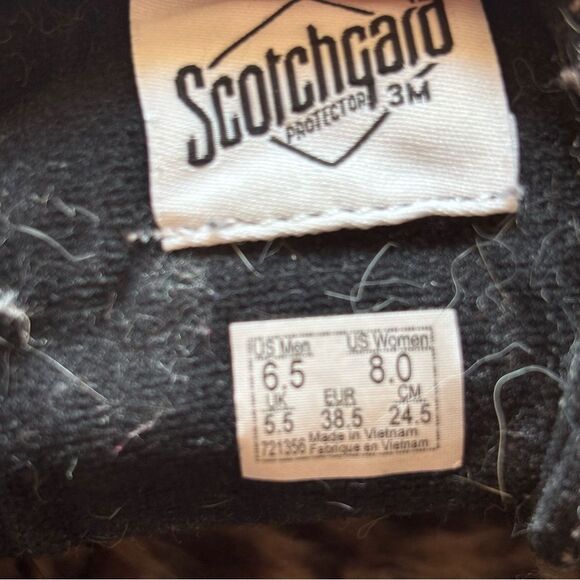 Scotchgard
PROTECTOR 3M
US Men US Women
6.5 8.0
UK EUR CM
5.5 38.5 24.5
721356 Made in Vietnam
Fabriqué en Vietnam